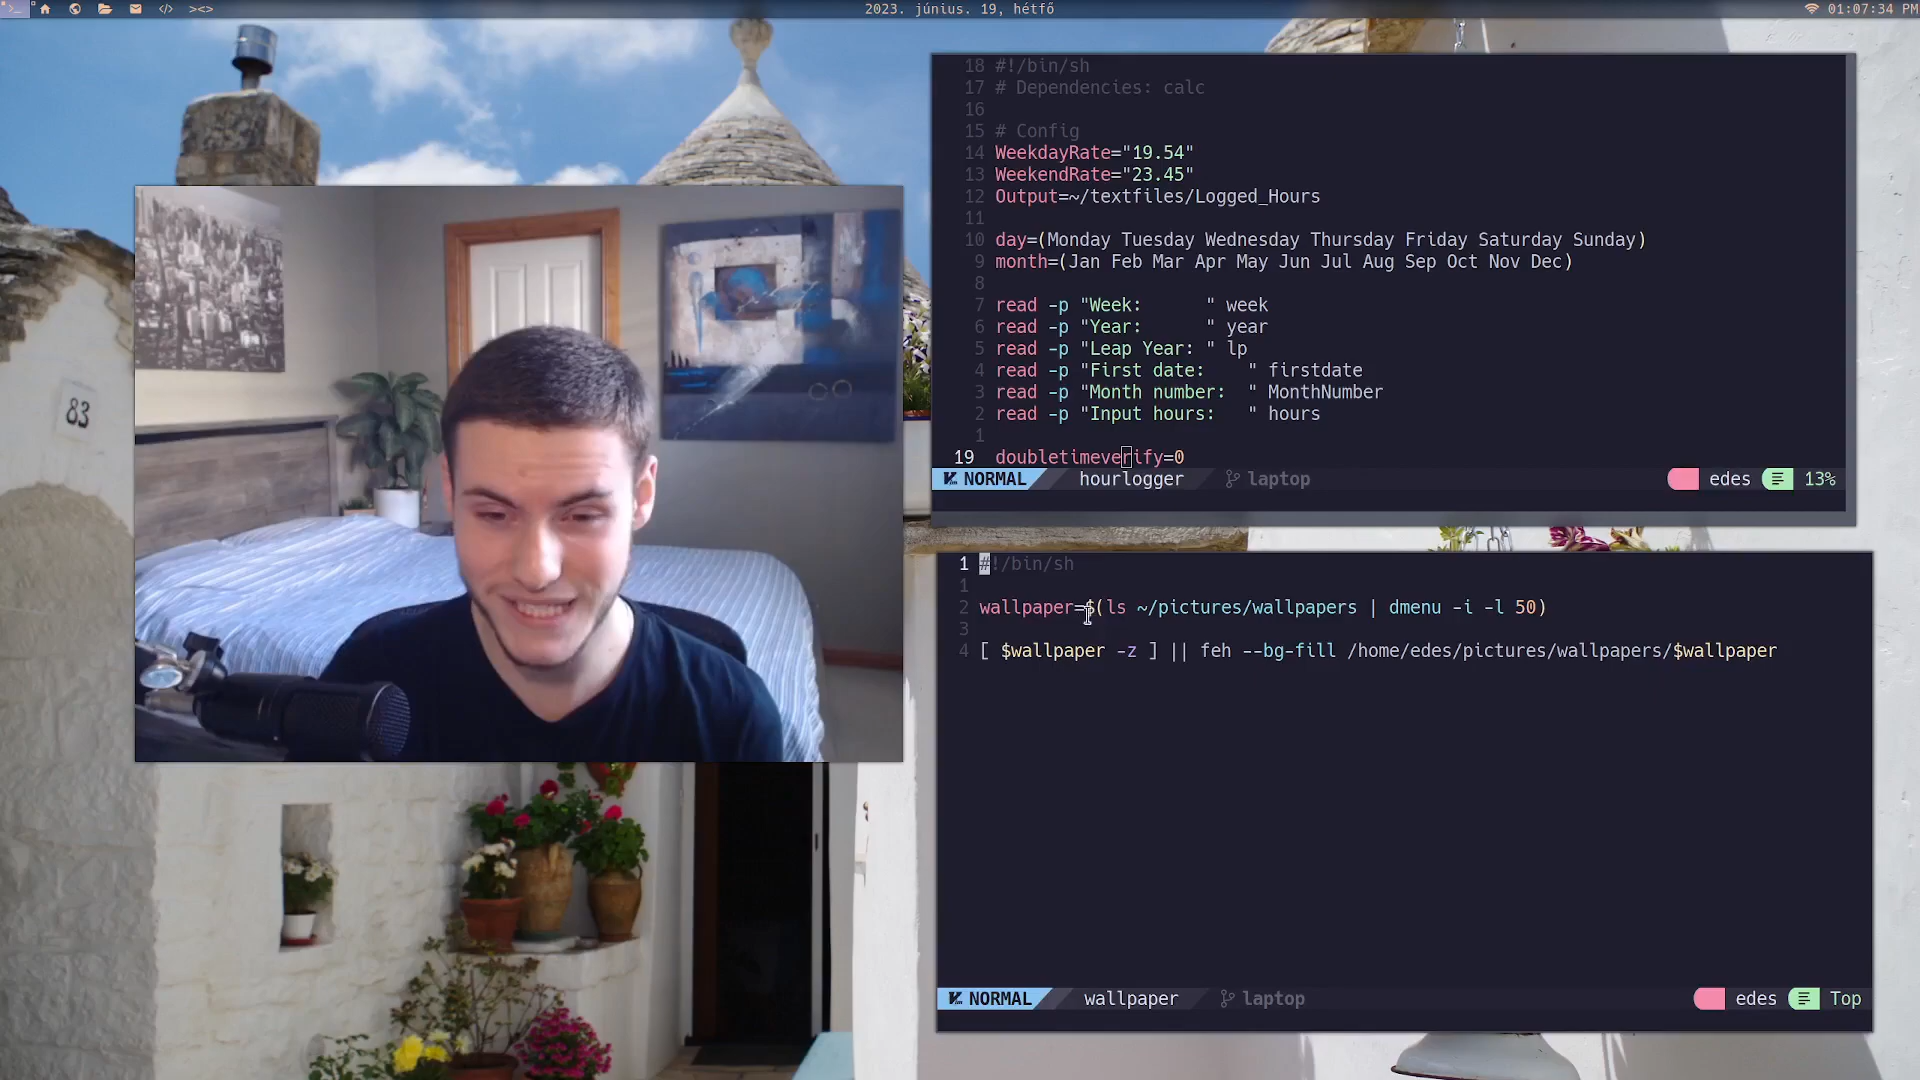 2023. június. 19, hétfő
01:07:34 PM
83
18 #!/bin/sh
17 # Dependencies: calc
16
15 # Config
14 WeekdayRate="19.54"
13 WeekendRate="23.45"
12 Output=~/textfiles/Logged_Hours
11
10 day=(Monday Tuesday Wednesday Thursday Friday Saturday Sunday)
9 month=(Jan Feb Mar Apr May Jun Jul Aug Sep Oct Nov Dec)
8
7 read -p "Week:      " week
6 read -p "Year:      " year
5 read -p "Leap Year: " lp
4 read -p "First date:    " firstdate
3 read -p "Month number:  " MonthNumber
2 read -p "Input hours:   " hours
1
19 doubletimeverify=0
NORMAL hourlogger laptop edes 13%
1 #!/bin/sh
1
2 wallpaper=$(ls ~/pictures/wallpapers | dmenu -i -l 50)
3
4 [ $wallpaper -z ] || feh --bg-fill /home/edes/pictures/wallpapers/$wallpaper
NORMAL wallpaper laptop edes Top